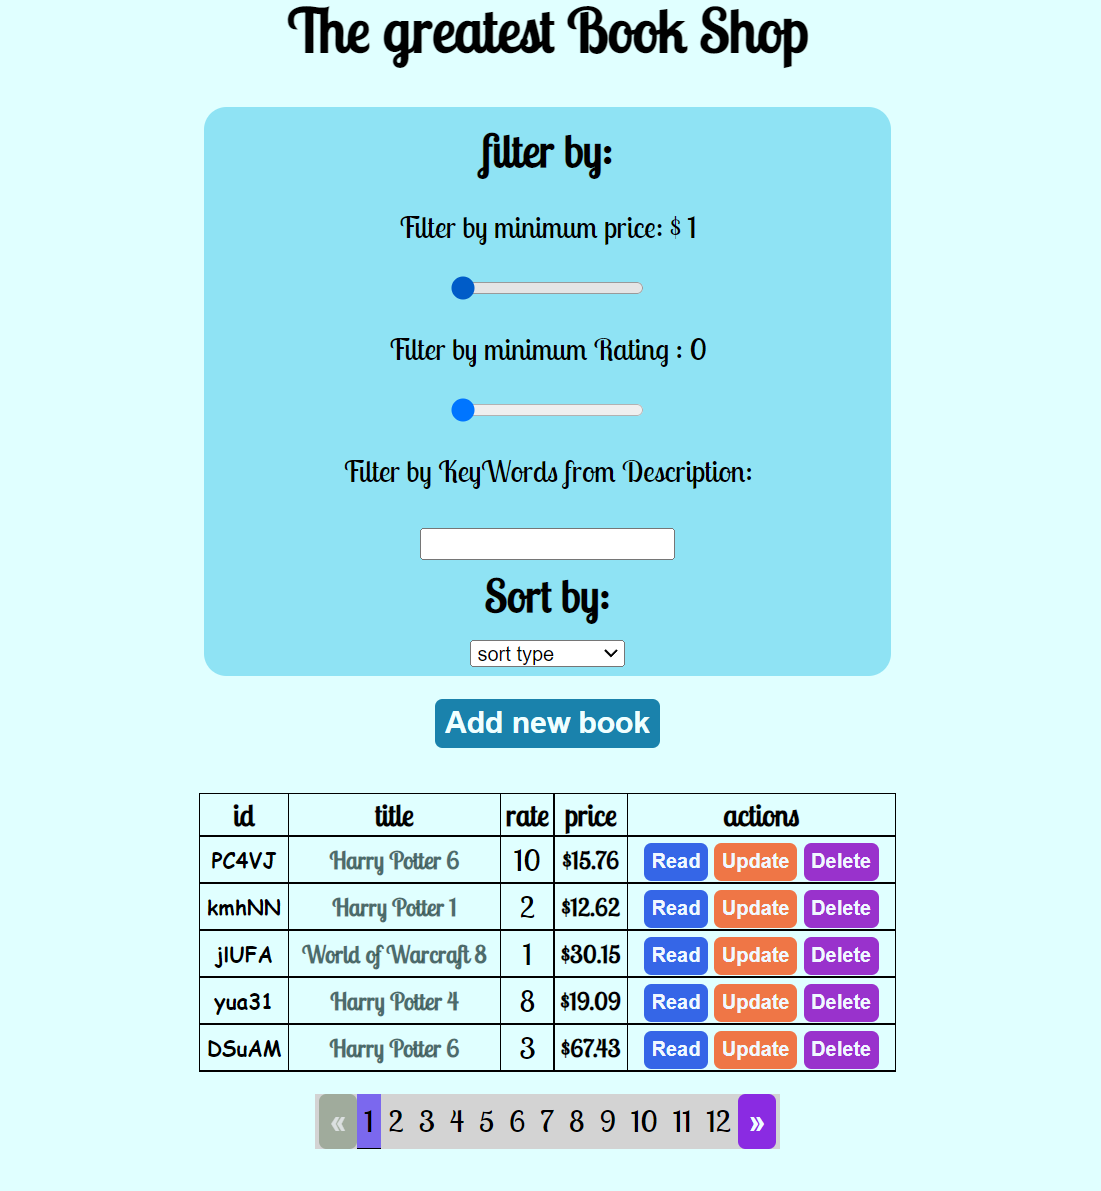 The greatest Book Shop
filter by:
Filter by minimum price: $ 1
Filter by minimum Rating : 0
Filter by KeyWords from Description:
Sort by:
sort type
Add new book
id title rate price actions
PC4VJ Harry Potter 6 10 $15.76 Read Update Delete
kmhNN Harry Potter 1 2 $12.62 Read Update Delete
jIUFA World of Warcraft 8 1 $30.15 Read Update Delete
yua31 Harry Potter 4 8 $19.09 Read Update Delete
DSuAM Harry Potter 6 3 $67.43 Read Update Delete
« 1 2 3 4 5 6 7 8 9 10 11 12 »